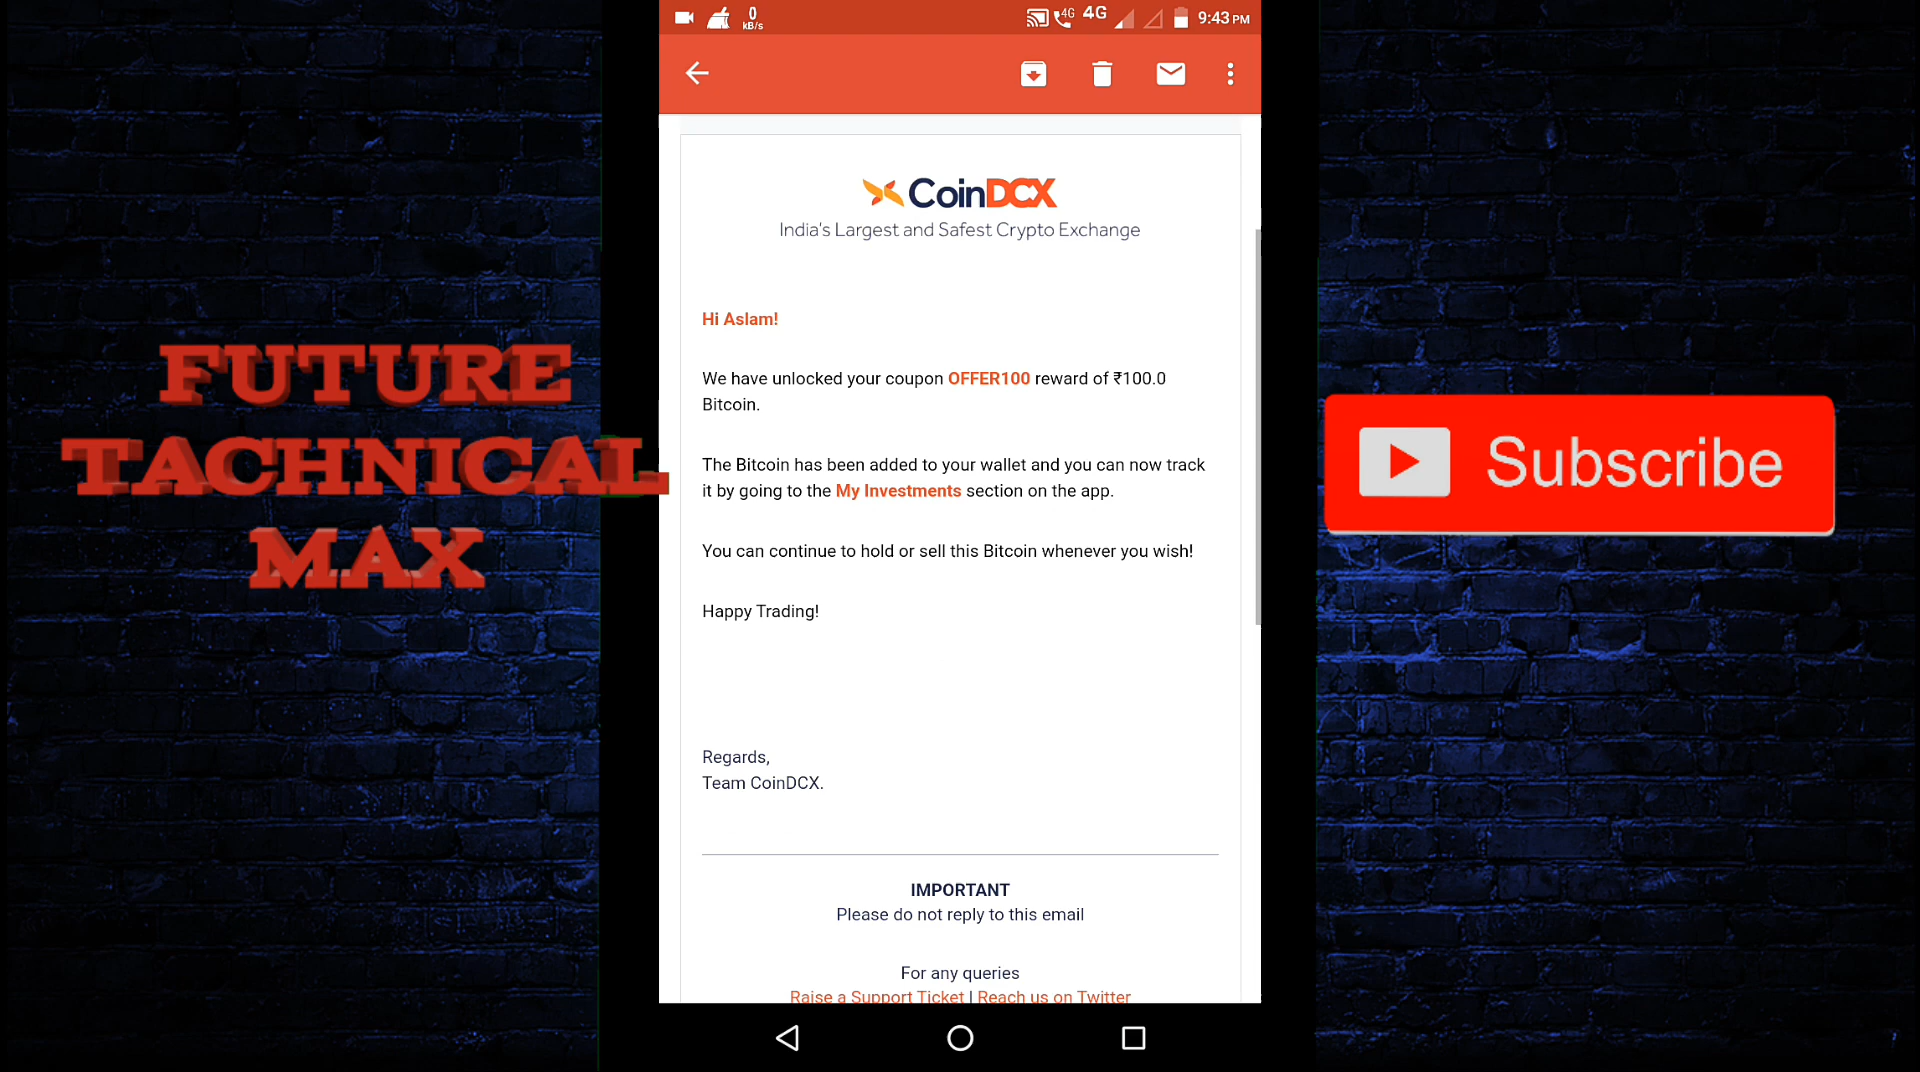 0
kB/s
4G
4G
9:43 PM
CoinDCX
India's Largest and Safest Crypto Exchange
Hi Aslam!
We have unlocked your coupon OFFER100 reward of ₹100.0
Bitcoin.
The Bitcoin has been added to your wallet and you can now track
it by going to the My Investments section on the app.
You can continue to hold or sell this Bitcoin whenever you wish!
Happy Trading!
Regards,
Team CoinDCX.
IMPORTANT
Please do not reply to this email
For any queries
Raise a Support Ticket | Reach us on Twitter
FUTURE
TACHNICAL
MAX
Subscribe